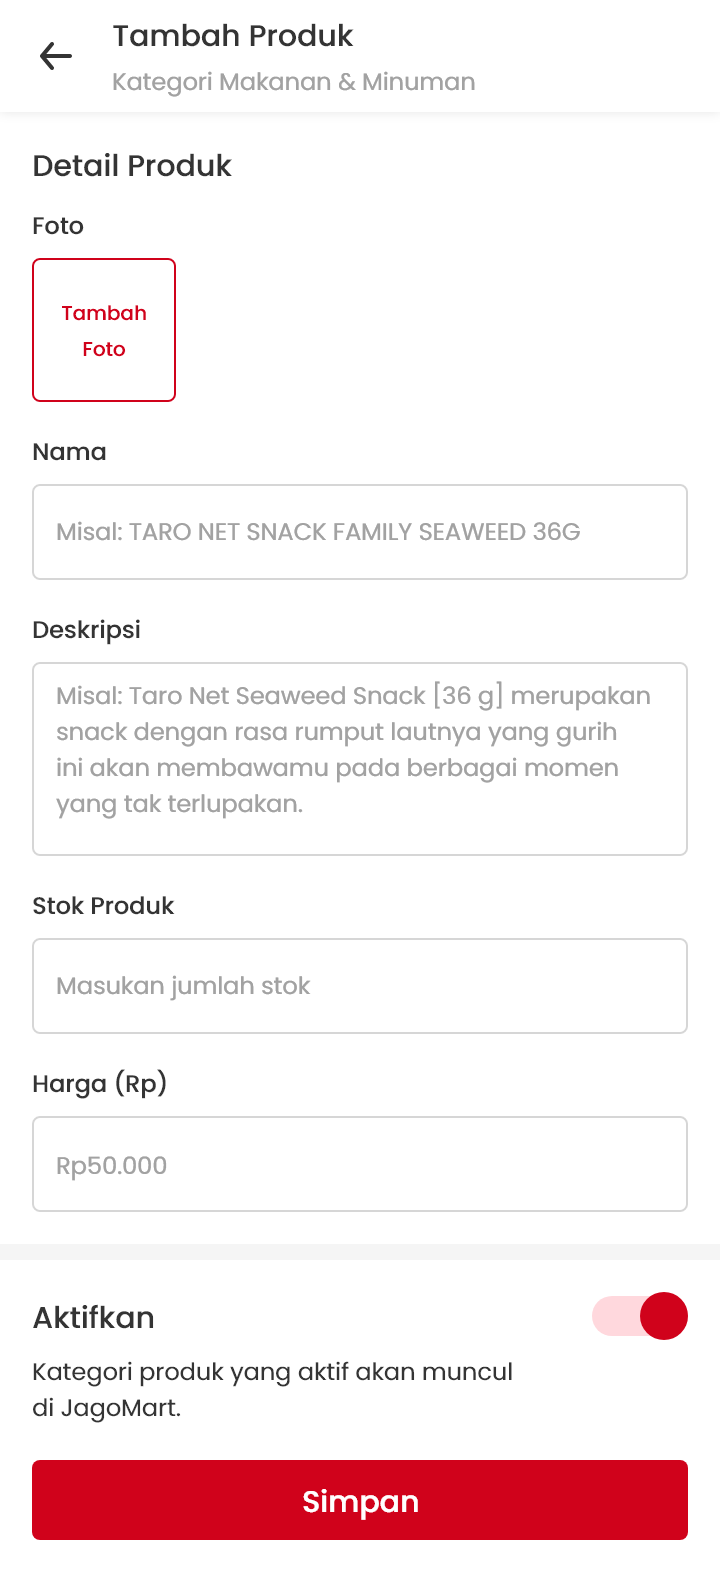 Tambah Produk
Kategori Makanan & Minuman
Detail Produk
Foto
Tambah
Foto
Nama
Misal: TARO NET SNACK FAMILY SEAWEED 36G
Deskripsi
Misal: Taro Net Seaweed Snack [36 g] merupakan
snack dengan rasa rumput lautnya yang gurih
ini akan membawamu pada berbagai momen
yang tak terlupakan.
Stok Produk
Masukan jumlah stok
Harga (Rp)
Rp50.000
Aktifkan
Kategori produk yang aktif akan muncul
di JagoMart.
Simpan